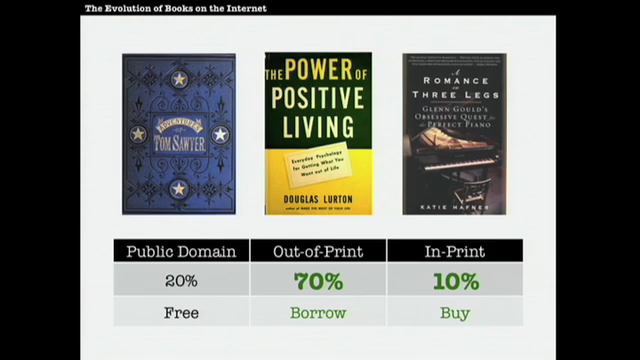 The Evolution of Books on the Internet
ADVENTURES
OF
TOM SAWYER
THE POWER OF
POSITIVE
LIVING
Everyday Psychology
for Getting What You
Want out of Life
DOUGLAS LURTON
A
ROMANCE
on
THREE LEGS
GLENN GOULD'S
OBSESSIVE QUEST for
the PERFECT PIANO
KATIE HAFNER
Public Domain Out-of-Print In-Print
20% 70% 10%
Free Borrow Buy